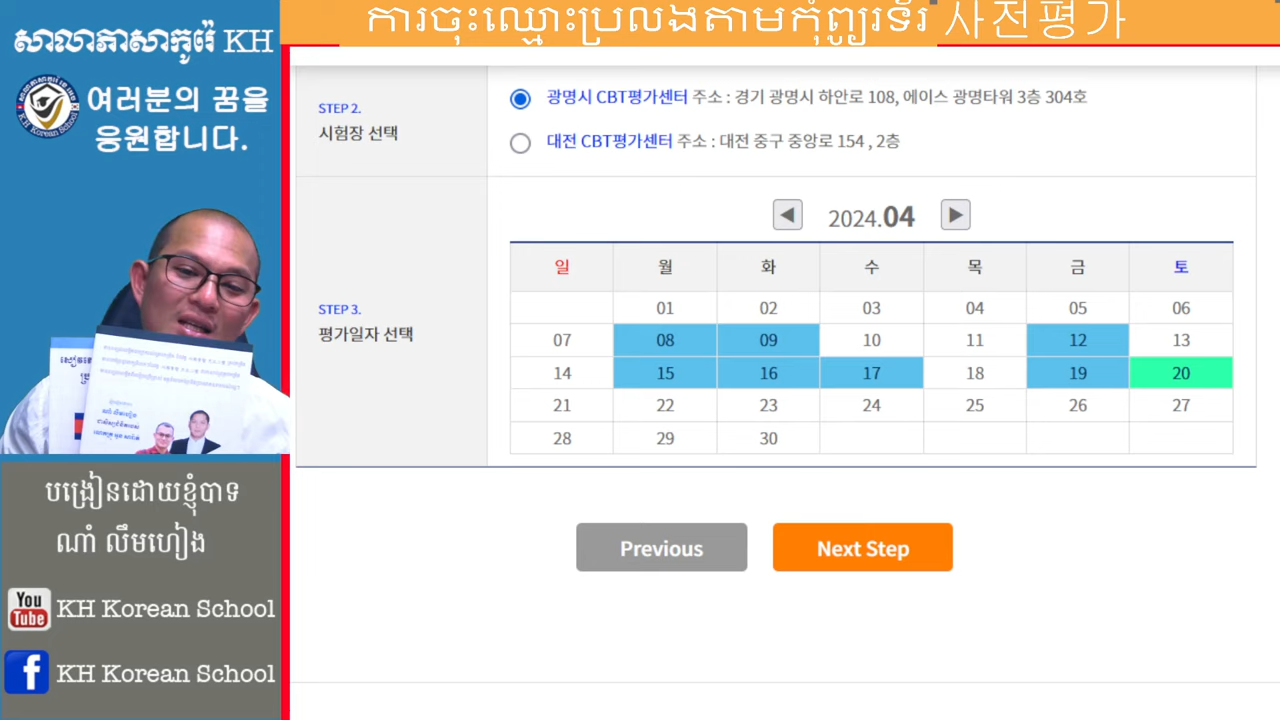 ការចុះឈ្មោះប្រលងតាមកុំព្យូរទ័រ 사전평가
សាលាភាសាកូរ៉េ KH
여러분의 꿈을
응원합니다.
STEP 2.
시험장 선택
광명시 CBT평가센터 주소 : 경기 광명시 하안로 108, 에이스 광명타워 3층 304호
대전 CBT평가센터 주소 : 대전 중구 중앙로 154 , 2층
STEP 3.
평가일자 선택
◀ 2024.04 ▶
일 월 화 수 목 금 토
01 02 03 04 05 06
07 08 09 10 11 12 13
14 15 16 17 18 19 20
21 22 23 24 25 26 27
28 29 30
Previous Next Step
បង្រៀនដោយខ្ញុំបាទ
ណាំ លឹមហៀង
You Tube KH Korean School
f KH Korean School